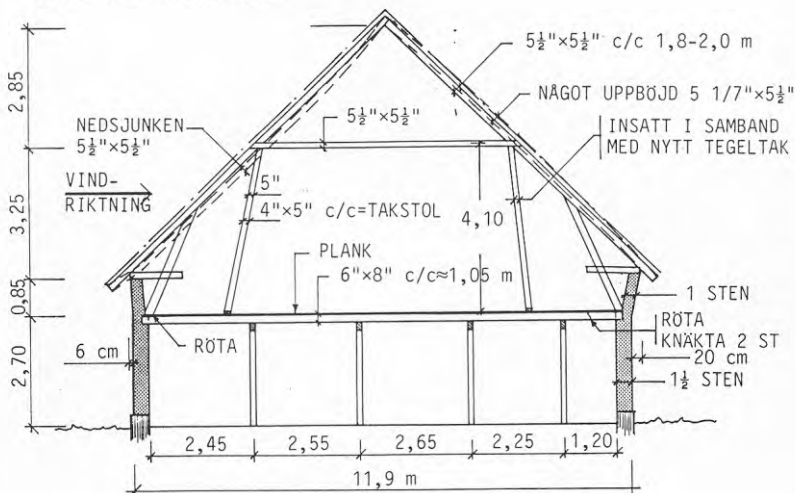 5½"×5½" c/c 1,8-2,0 m
NÅGOT UPPBÖJD 5 1/7"×5½"
NEDSJUNKEN
5½"×5½"
5½"×5½"
INSATT I SAMBAND
MED NYTT TEGELTAK
VIND-
RIKTNING
5"
4"×5" c/c=TAKSTOL
4,10
PLANK
6"×8" c/c≈1,05 m
2,85
3,25
0,85
2,70
1 STEN
RÖTA
RÖTA
KNÄKTA 2 ST
6 cm
20 cm
1½ STEN
2,45
2,55
2,65
2,25
1,20
11,9 m